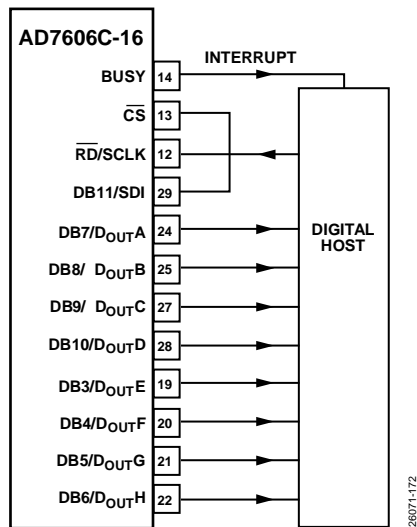 AD7606C-16
INTERRUPT
BUSY 14
CS 13
RD/SCLK 12
DB11/SDI 29
DB7/DOUTA 24
DIGITAL
HOST
DB8/ DOUTB 25
DB9/ DOUTC 27
DB10/DOUTD 28
DB3/DOUTE 19
DB4/DOUTF 20
DB5/DOUTG 21
DB6/DOUTH 22
26071-172